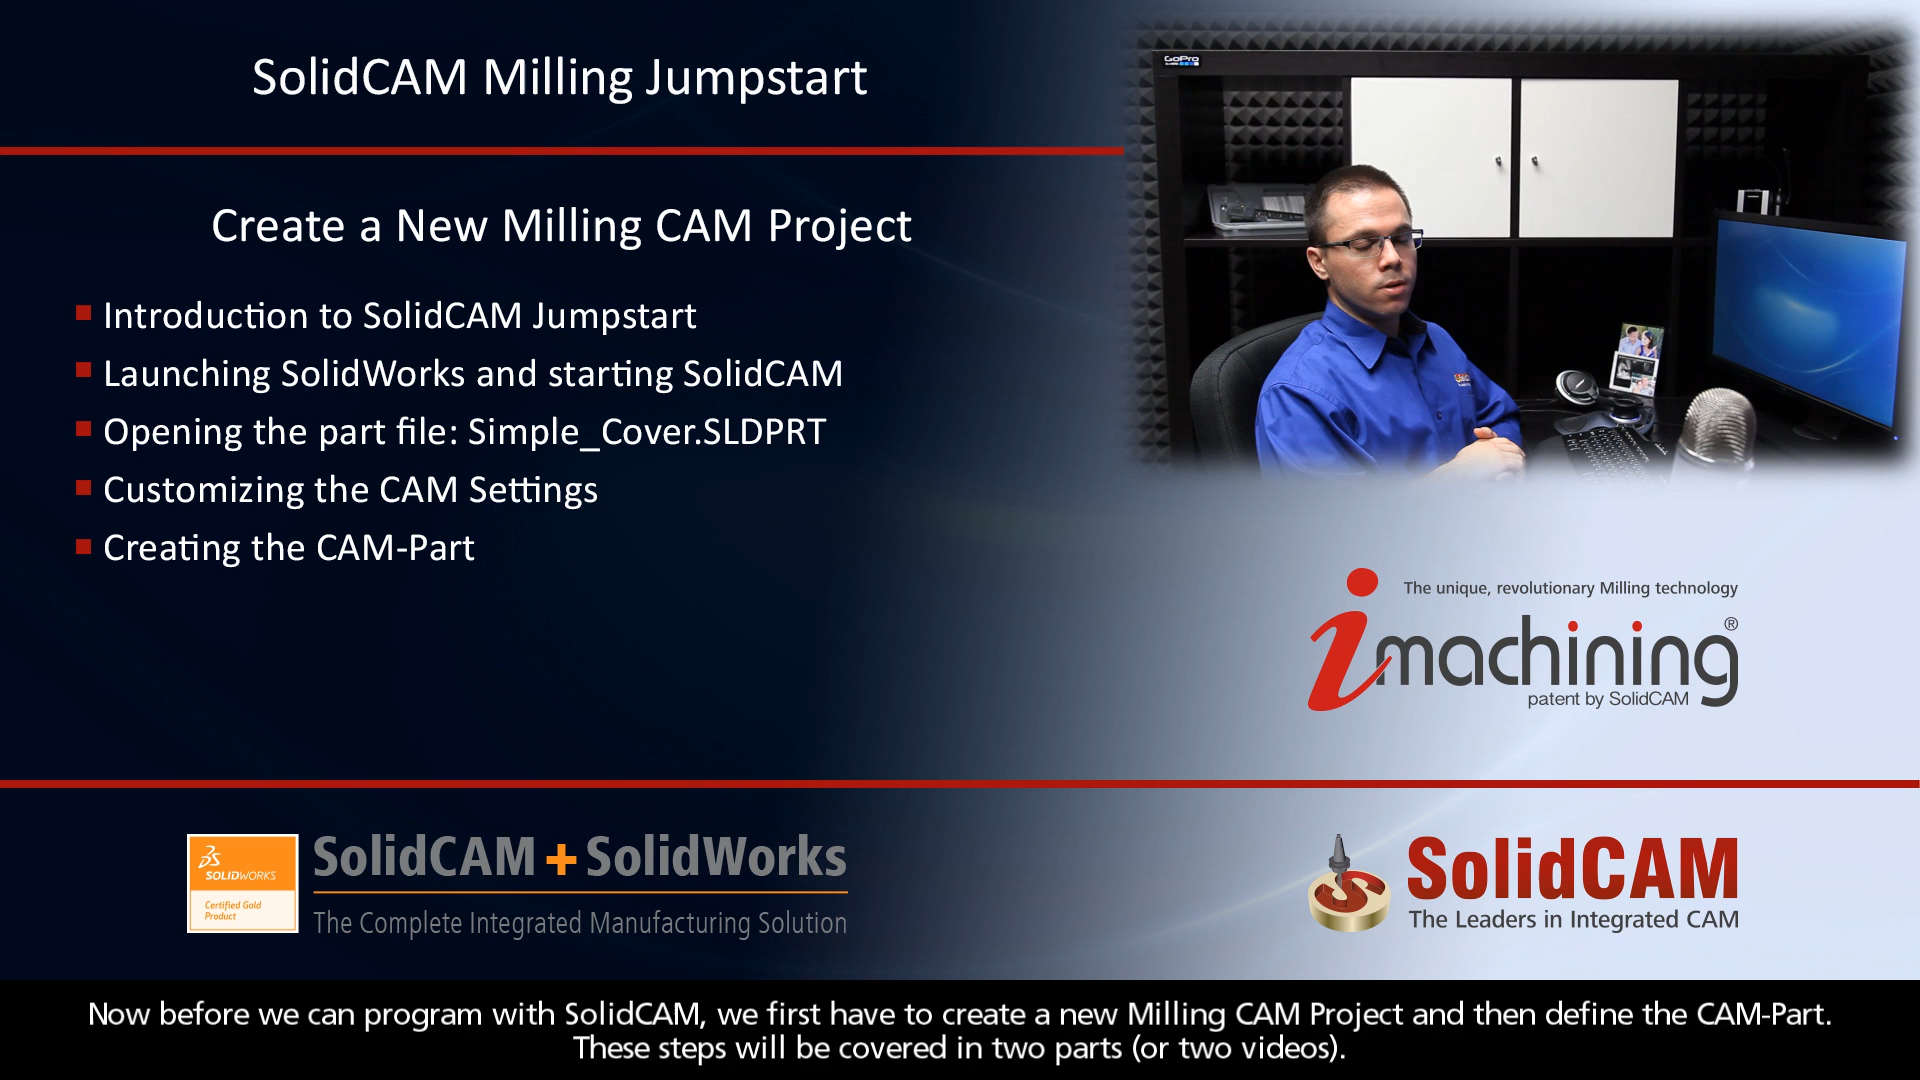 SolidCAM Milling Jumpstart
GoPro
Create a New Milling CAM Project
Introduction to SolidCAM Jumpstart
Launching SolidWorks and starting SolidCAM
Opening the part file: Simple_Cover.SLDPRT
Customizing the CAM Settings
Creating the CAM-Part
The unique, revolutionary Milling technology
imachining®
patent by SolidCAM
SOLIDWORKS
Certified Gold
Product
SolidCAM + SolidWorks
The Complete Integrated Manufacturing Solution
SolidCAM
The Leaders in Integrated CAM
Now before we can program with SolidCAM, we first have to create a new Milling CAM Project and then define the CAM-Part.
These steps will be covered in two parts (or two videos).